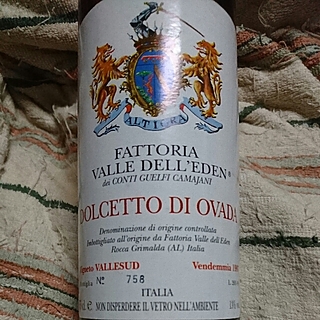 ALTIORA
FATTORIA
VALLE DELL'EDEN®
dei CONTI GUELFI CAMAJANI
DOLCETTO DI OVADA
Denominazione di origine controllata
Imbottigliato all'origine da Fattoria Valle dell'Eden
Rocca Grimalda (AL) Italia
VALLESUD Vendemmia
N° 758
ITALIA
NON DISPERDERE IL VETRO NELL'AMBIENTE